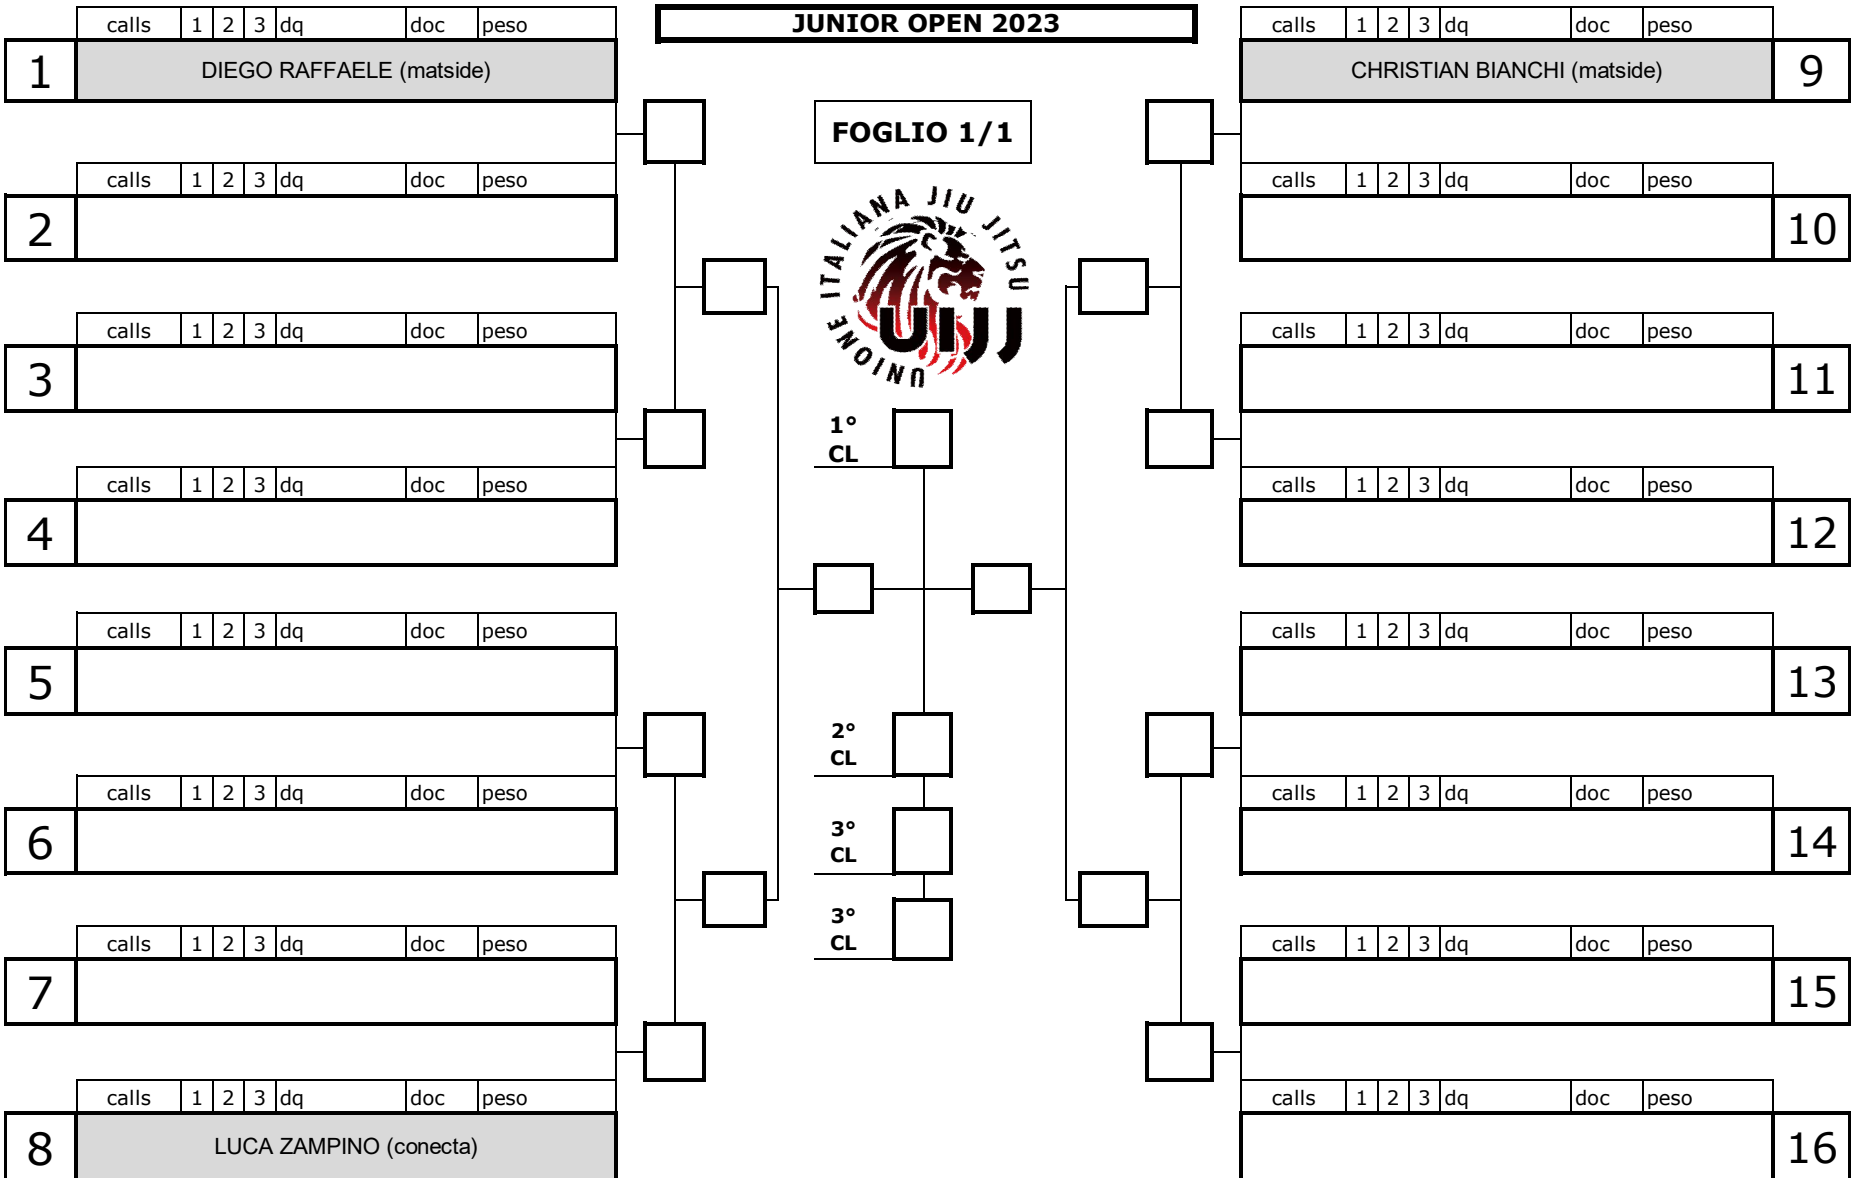 JUNIOR OPEN 2023
calls 1 2 3 dq doc peso
1 DIEGO RAFFAELE (matside)
calls 1 2 3 dq doc peso
2
calls 1 2 3 dq doc peso
3
calls 1 2 3 dq doc peso
4
calls 1 2 3 dq doc peso
5
calls 1 2 3 dq doc peso
6
calls 1 2 3 dq doc peso
7
calls 1 2 3 dq doc peso
8 LUCA ZAMPINO (conecta)
FOGLIO 1/1
UNIONE ITALIANA JIU JITSU
UIJJ
1°
CL
2°
CL
3°
CL
3°
CL
calls 1 2 3 dq doc peso
CHRISTIAN BIANCHI (matside) 9
calls 1 2 3 dq doc peso
10
calls 1 2 3 dq doc peso
11
calls 1 2 3 dq doc peso
12
calls 1 2 3 dq doc peso
13
calls 1 2 3 dq doc peso
14
calls 1 2 3 dq doc peso
15
calls 1 2 3 dq doc peso
16